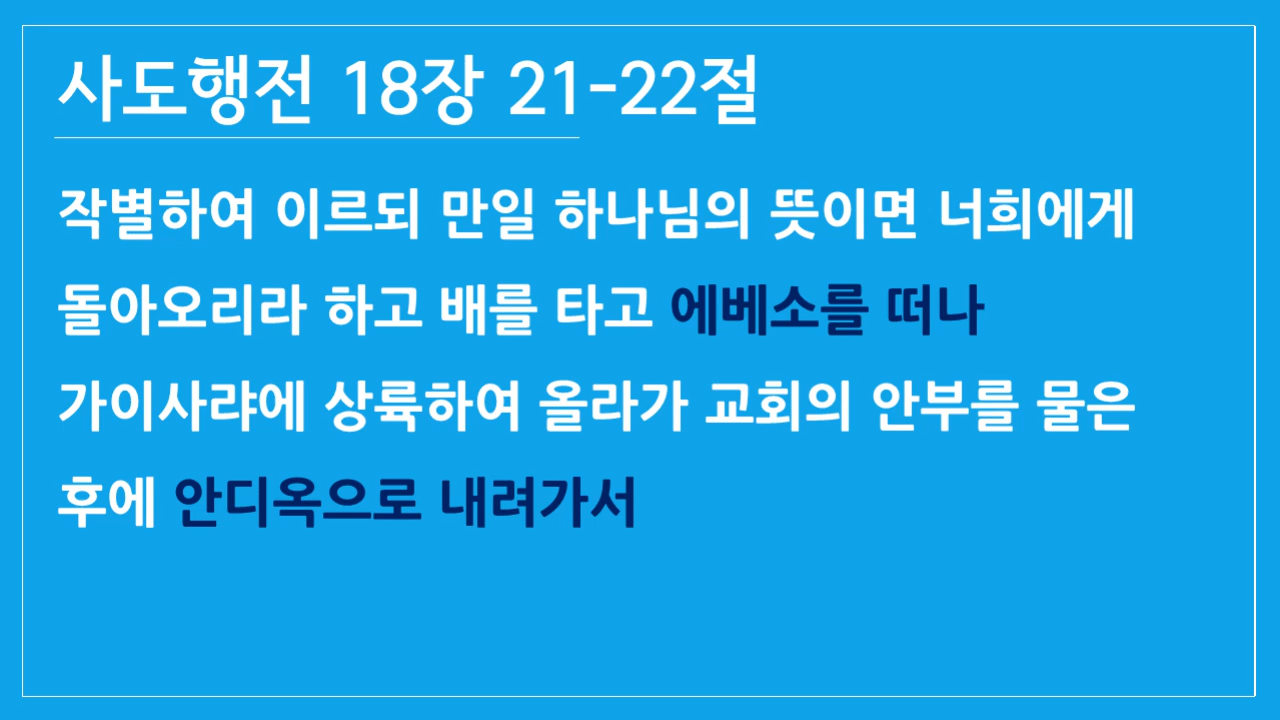 사도행전 18장 21-22절
작별하여 이르되 만일 하나님의 뜻이면 너희에게
돌아오리라 하고 배를 타고 에베소를 떠나
가이사랴에 상륙하여 올라가 교회의 안부를 물은
후에 안디옥으로 내려가서